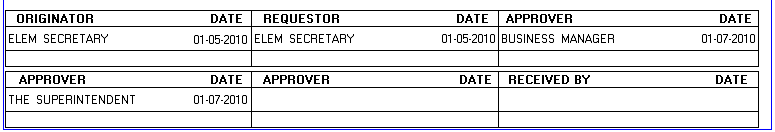 ORIGINATOR DATE REQUESTOR DATE APPROVER DATE
ELEM SECRETARY 01-05-2010 ELEM SECRETARY 01-05-2010 BUSINESS MANAGER 01-07-2010
APPROVER DATE APPROVER DATE RECEIVED BY DATE
THE SUPERINTENDENT 01-07-2010